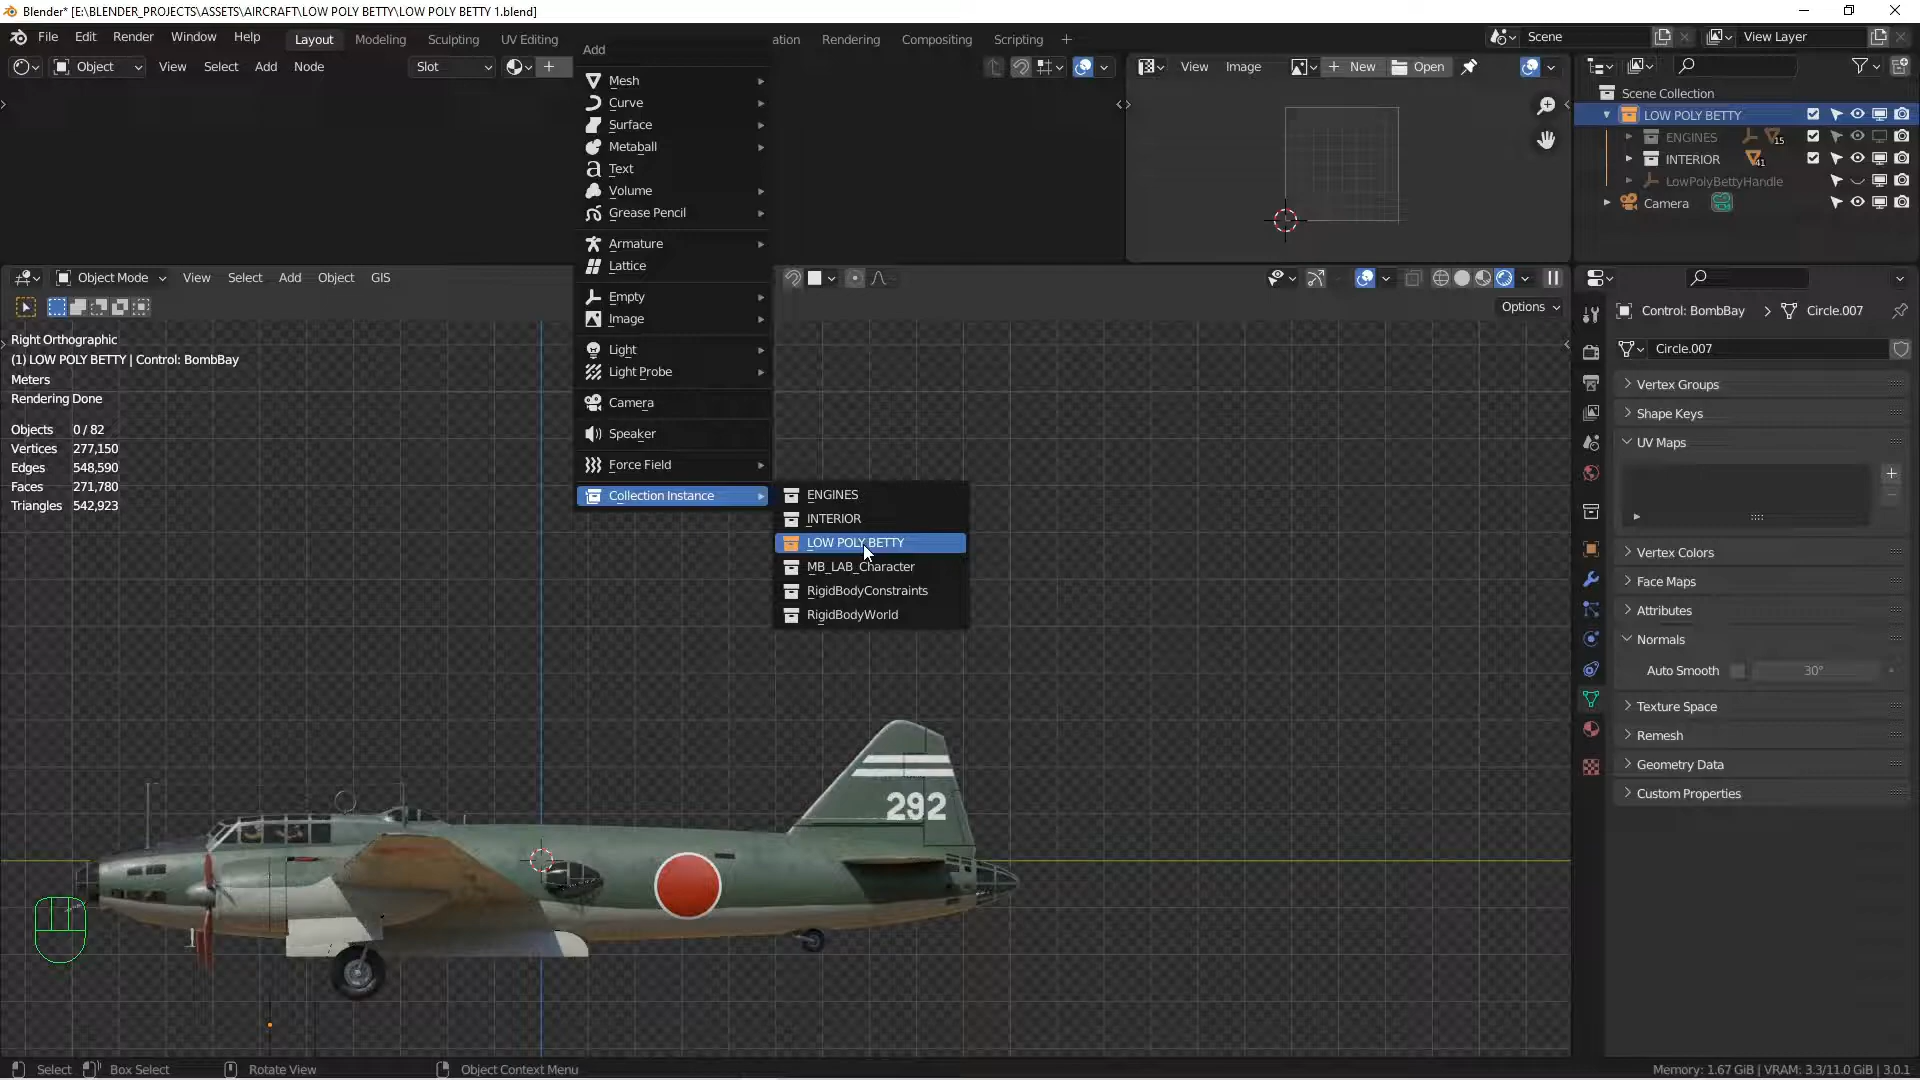 Blender* [E:\BLENDER_PROJECTS\ASSETS\AIRCRAFT\LOW POLY BETTY\LOW POLY BETTY 1.blend]
File Edit Render Window Help Layout Modeling Sculpting UV Editing ation Rendering Compositing Scripting + Scene View Layer
Object View Select Add Node Slot
View Image New Open
Add
Mesh
Curve
Surface
Metaball
Text
Volume
Grease Pencil
Armature
Lattice
Empty
Image
Light
Light Probe
Camera
Speaker
Force Field
Collection Instance
ENGINES
INTERIOR
LOW POLY BETTY
MB_LAB_Character
RigidBodyConstraints
RigidBodyWorld
Scene Collection
LOW POLY BETTY
ENGINES 15
INTERIOR 41
LowPolyBettyHandle
Camera
Object Mode View Select Add Object GIS
Options
Right Orthographic
(1) LOW POLY BETTY | Control: BombBay
Meters
Rendering Done
Objects 0 / 82
Vertices 277,150
Edges 548,590
Faces 271,780
Triangles 542,923
292
Control: BombBay > Circle.007
Circle.007
Vertex Groups
Shape Keys
UV Maps
Vertex Colors
Face Maps
Attributes
Normals
Auto Smooth 30°
Texture Space
Remesh
Geometry Data
Custom Properties
Select Box Select Rotate View Object Context Menu Memory: 1.67 GiB | VRAM: 3.3/11.0 GiB | 3.0.1